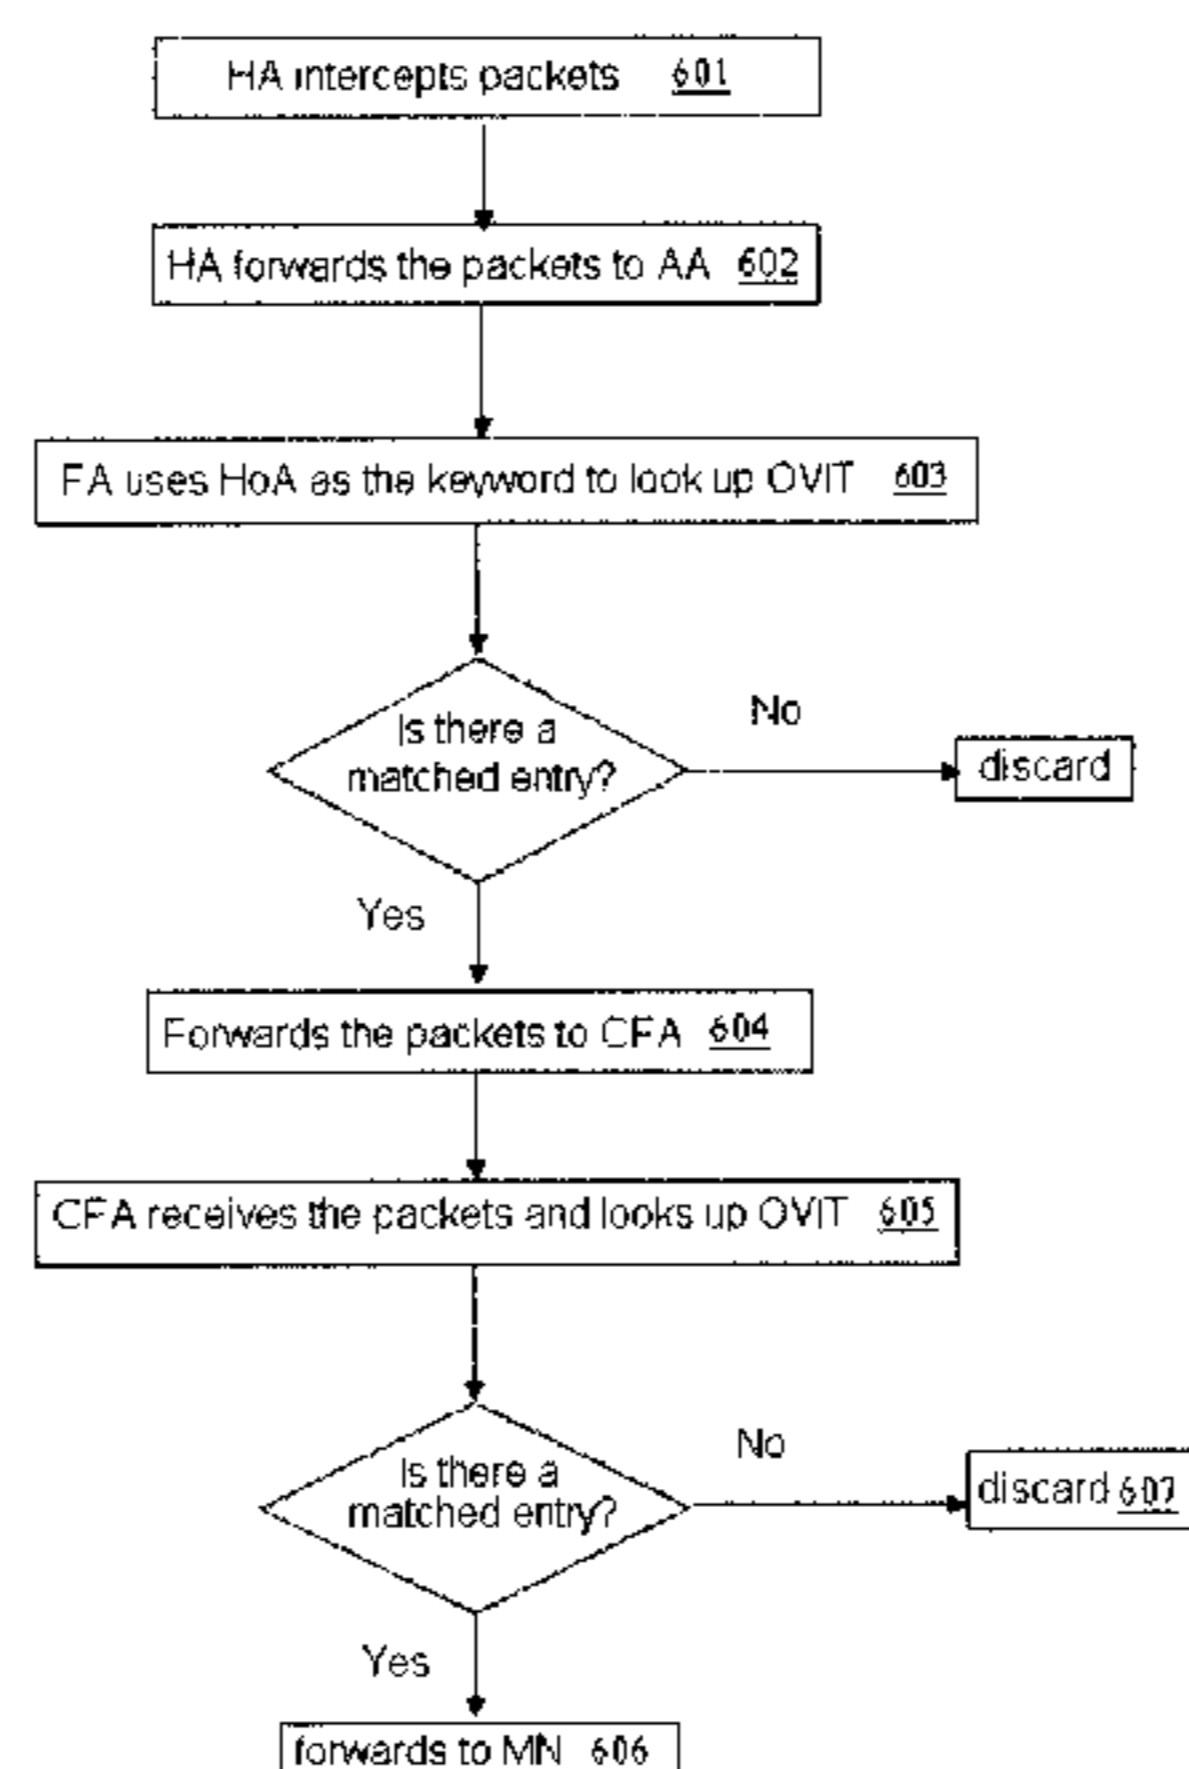 HA intercepts packets 601
HA forwards the packets to AA 602
FA uses HoA as the keyword to look up OVIT 603
Is there a
matched entry?
No
discard
Yes
Forwards the packets to CFA 604
CFA receives the packets and looks up OVIT 605
Is there a
matched entry?
No
discard 607
Yes
forwards to MN 606